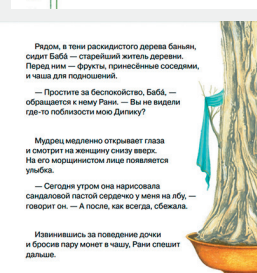 Рядом, в тени раскидистого дерева баньян,
сидит Баба́ — старейший житель деревни.
Перед ним — фрукты, принесённые соседями,
и чаша для подношений.
— Простите за беспокойство, Баба́, —
обращается к нему Рани. — Вы не видели
где-то поблизости мою Дипику?
Мудрец медленно открывает глаза
и смотрит на женщину снизу вверх.
На его морщинистом лице появляется
улыбка.
— Сегодня утром она нарисовала
сандаловой пастой сердечко у меня на лбу, —
говорит он. — А после, как всегда, сбежала.
Извинившись за поведение дочки
и бросив пару монет в чашу, Рани спешит
дальше.